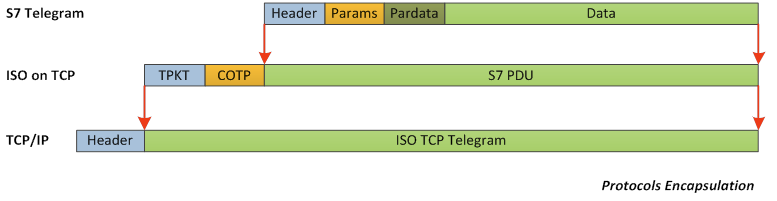 S7 Telegram Header Params Pardata Data
ISO on TCP TPKT COTP S7 PDU
TCP/IP Header ISO TCP Telegram
Protocols Encapsulation